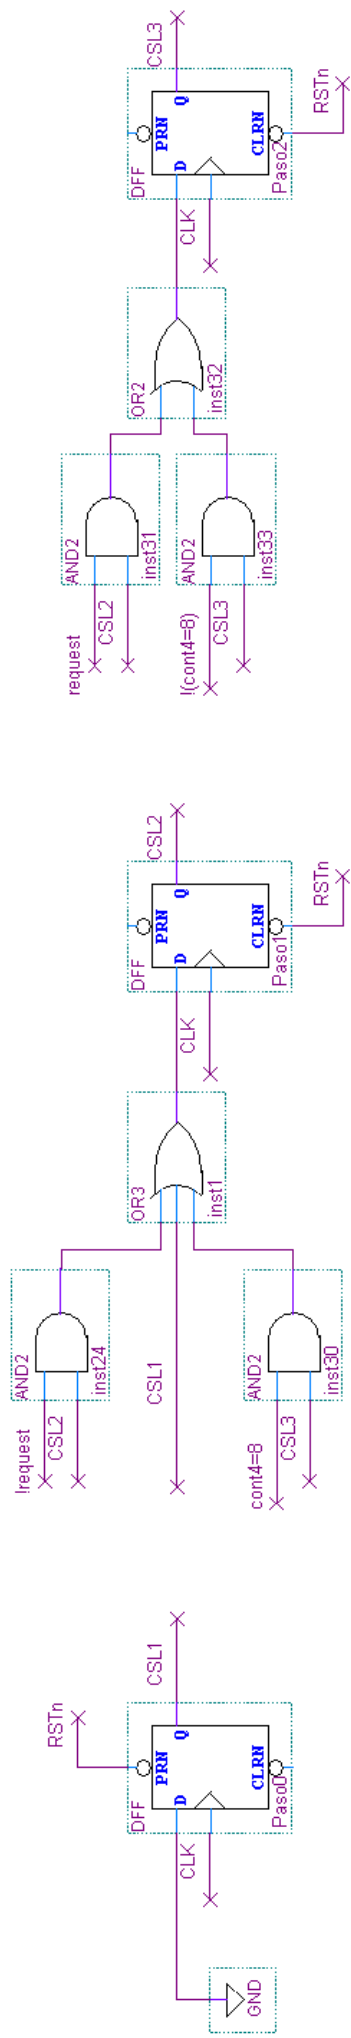 GND
CLK
DFF
RSTn
PRN
D
Q
CLRN
Paso0
CSL1
!request
CSL2
AND2
inst24
CSL1
cont4=8
CSL3
AND2
inst30
OR3
inst1
CLK
DFF
PRN
D
Q
CLRN
Paso1
RSTn
CSL2
request
CSL2
AND2
inst31
!(cont4=8)
CSL3
AND2
inst33
OR2
inst32
CLK
DFF
PRN
D
Q
CLRN
Paso2
RSTn
CSL3